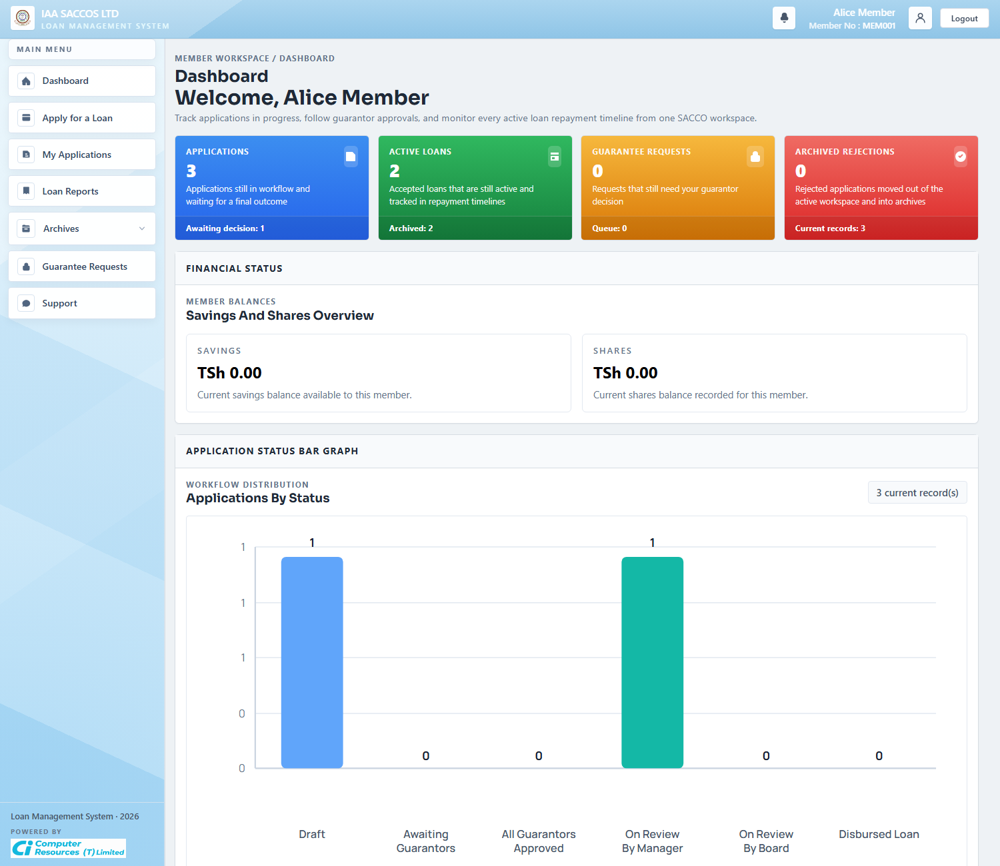 IAA SACCOS LTD
LOAN MANAGEMENT SYSTEM
Alice Member
Member No : MEM001
Logout
MAIN MENU
Dashboard
Apply for a Loan
My Applications
Loan Reports
Archives
Guarantee Requests
Support
Loan Management System · 2026
POWERED BY
Ci Computer
Resources (T) Limited
MEMBER WORKSPACE / DASHBOARD
Dashboard
Welcome, Alice Member
Track applications in progress, follow guarantor approvals, and monitor every active loan repayment timeline from one SACCO workspace.
APPLICATIONS
3
Applications still in workflow and
waiting for a final outcome
Awaiting decision: 1
ACTIVE LOANS
2
Accepted loans that are still active and
tracked in repayment timelines
Archived: 2
GUARANTEE REQUESTS
0
Requests that still need your guarantor
decision
Queue: 0
ARCHIVED REJECTIONS
0
Rejected applications moved out of the
active workspace and into archives
Current records: 3
FINANCIAL STATUS
MEMBER BALANCES
Savings And Shares Overview
SAVINGS
TSh 0.00
Current savings balance available to this member.
SHARES
TSh 0.00
Current shares balance recorded for this member.
APPLICATION STATUS BAR GRAPH
WORKFLOW DISTRIBUTION
Applications By Status
3 current record(s)
1
1
1
0
0
1
0
0
1
0
0
Draft
Awaiting
Guarantors
All Guarantors
Approved
On Review
By Manager
On Review
By Board
Disbursed Loan